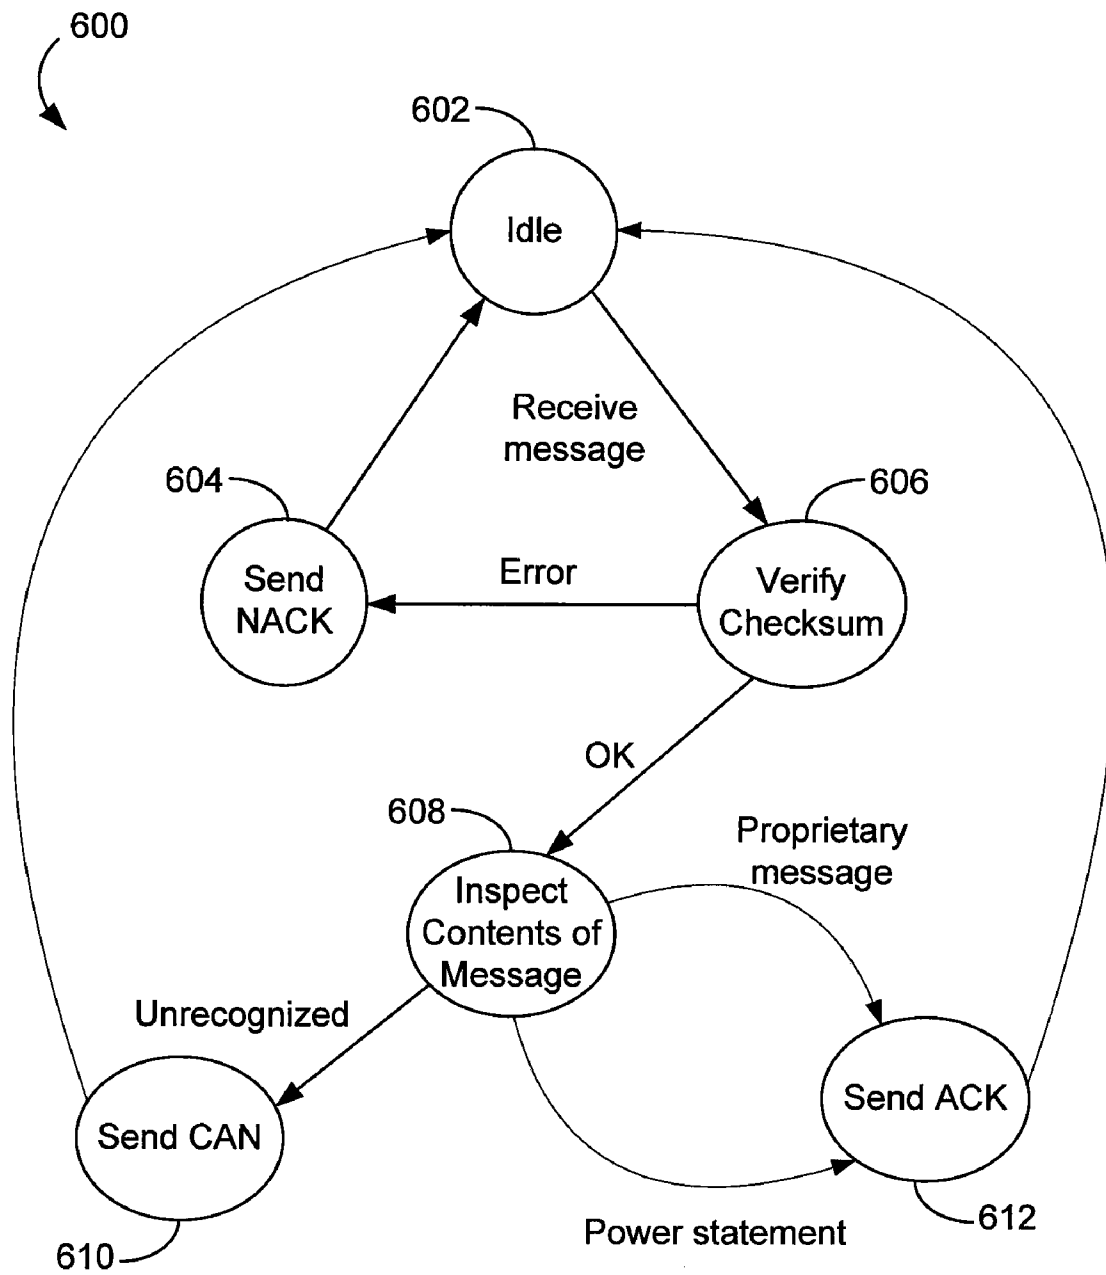 600
602
Idle
Receive
message
604
606
Send
NACK
Error
Verify
Checksum
OK
608
Proprietary
message
Inspect
Contents of
Message
Unrecognized
Send CAN
Send ACK
610
Power statement
612